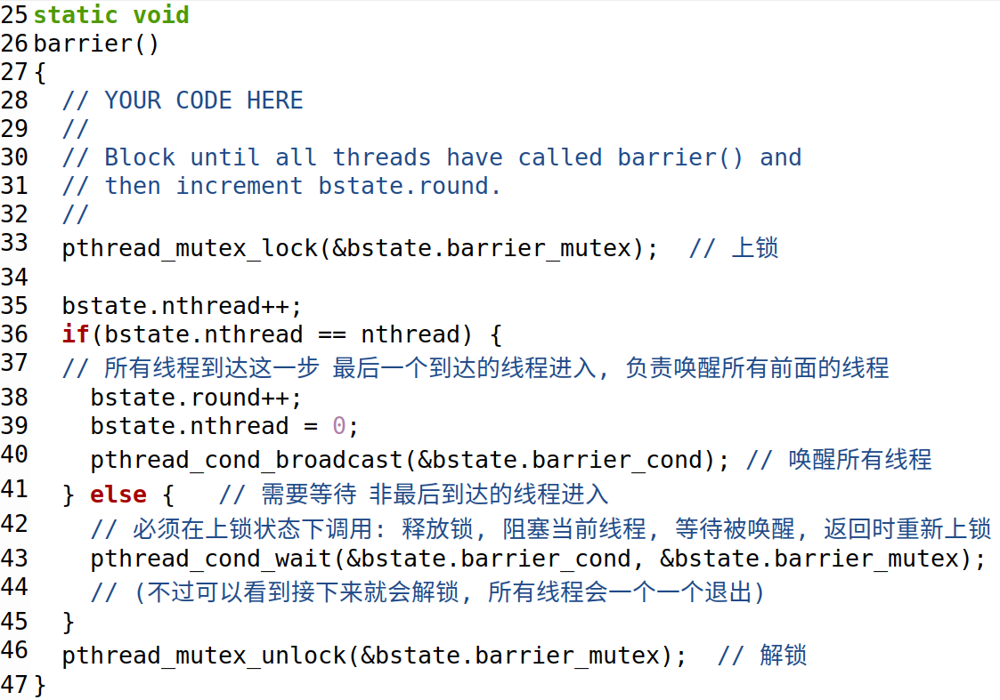 25 static void
26 barrier()
27 {
28   // YOUR CODE HERE
29   //
30   // Block until all threads have called barrier() and
31   // then increment bstate.round.
32   //
33   pthread_mutex_lock(&bstate.barrier_mutex);  // 上锁
34
35   bstate.nthread++;
36   if(bstate.nthread == nthread) {
37   // 所有线程到达这一步 最后一个到达的线程进入, 负责唤醒所有前面的线程
38     bstate.round++;
39     bstate.nthread = 0;
40     pthread_cond_broadcast(&bstate.barrier_cond); // 唤醒所有线程
41   } else {   // 需要等待 非最后到达的线程进入
42     // 必须在上锁状态下调用: 释放锁, 阻塞当前线程, 等待被唤醒, 返回时重新上锁
43     pthread_cond_wait(&bstate.barrier_cond, &bstate.barrier_mutex);
44     // (不过可以看到接下来就会解锁, 所有线程会一个一个退出)
45   }
46   pthread_mutex_unlock(&bstate.barrier_mutex);  // 解锁
47 }